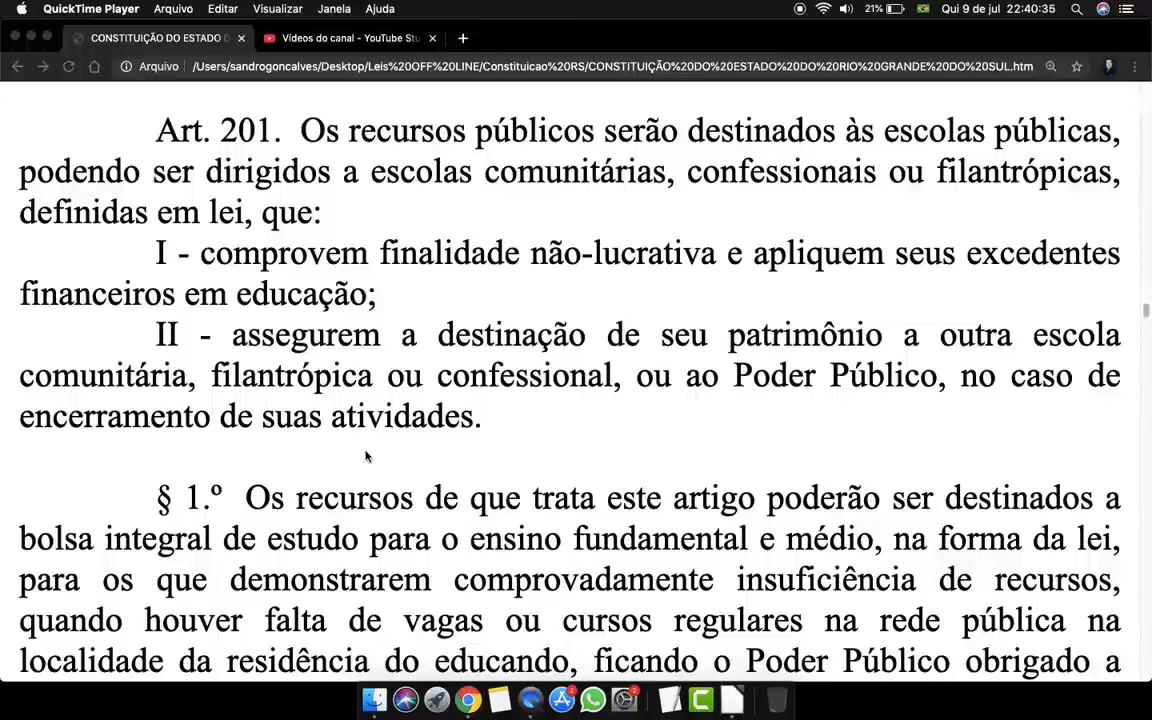 QuickTime Player Arquivo Editar Visualizar Janela Ajuda 21% Qui 9 de jul 22:40:35
CONSTITUIÇÃO DO ESTADO D × Vídeos do canal - YouTube Stu × +
Arquivo /Users/sandrogoncalves/Desktop/Leis%20OFF%20LINE/Constituicao%20RS/CONSTITUIÇÃO%20DO%20ESTADO%20DO%20RIO%20GRANDE%20DO%20SUL.htm
Art. 201. Os recursos públicos serão destinados às escolas públicas,
podendo ser dirigidos a escolas comunitárias, confessionais ou filantrópicas,
definidas em lei, que:
I - comprovem finalidade não-lucrativa e apliquem seus excedentes
financeiros em educação;
II - assegurem a destinação de seu patrimônio a outra escola
comunitária, filantrópica ou confessional, ou ao Poder Público, no caso de
encerramento de suas atividades.
§ 1.º Os recursos de que trata este artigo poderão ser destinados a
bolsa integral de estudo para o ensino fundamental e médio, na forma da lei,
para os que demonstrarem comprovadamente insuficiência de recursos,
quando houver falta de vagas ou cursos regulares na rede pública na
localidade da residência do educando, ficando o Poder Público obrigado a